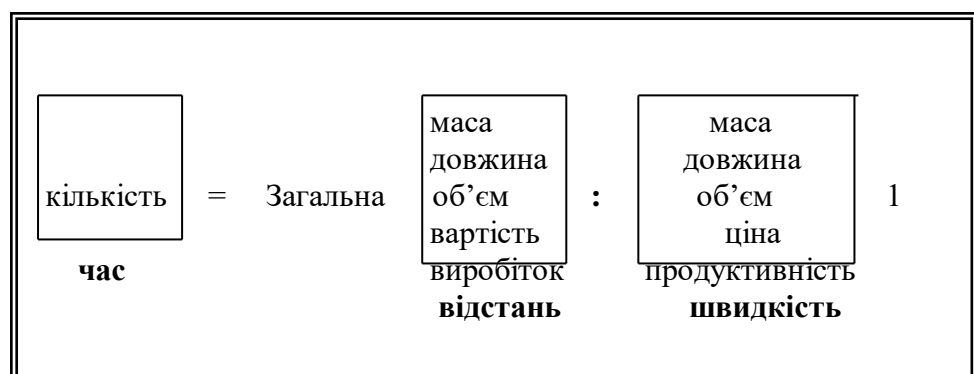 маса маса
довжина довжина
кількість = Загальна об’єм : об’єм 1
вартість ціна
час виробіток продуктивність
відстань швидкість